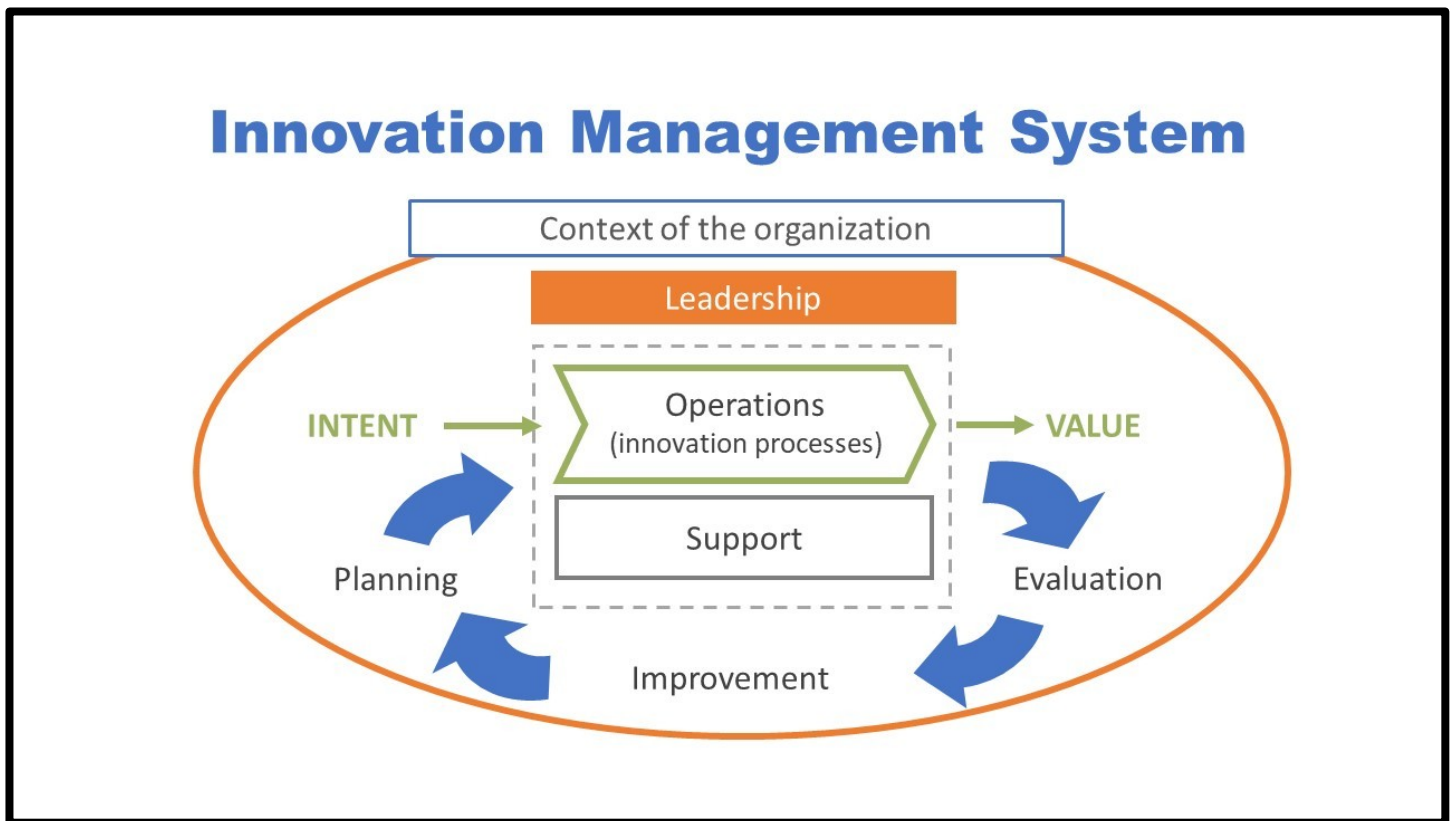 Innovation Management System
Context of the organization
Leadership
INTENT
Operations
(innovation processes)
VALUE
Support
Planning
Evaluation
Improvement